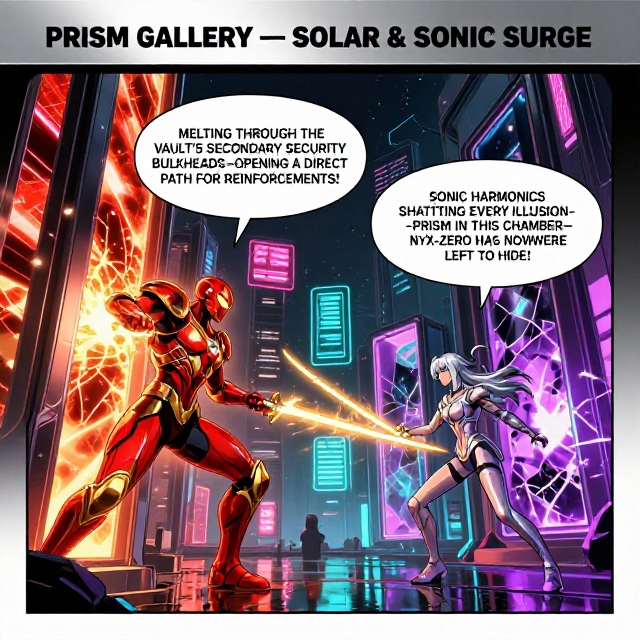 PRISM GALLERY — SOLAR & SONIC SURGE
MELTING THROUGH THE
VAULT'S SECONDARY SECURITY
BULKHEADS—OPENING A DIRECT
PATH FOR REINFORCEMENTS!
SONIC HARMONICS
SHATTTING EVERY ILLUSION-
-PRISM IN THIS CHAMBER—
NYX-ZERO HAS NOWWERE
LEFT TO HIDE!